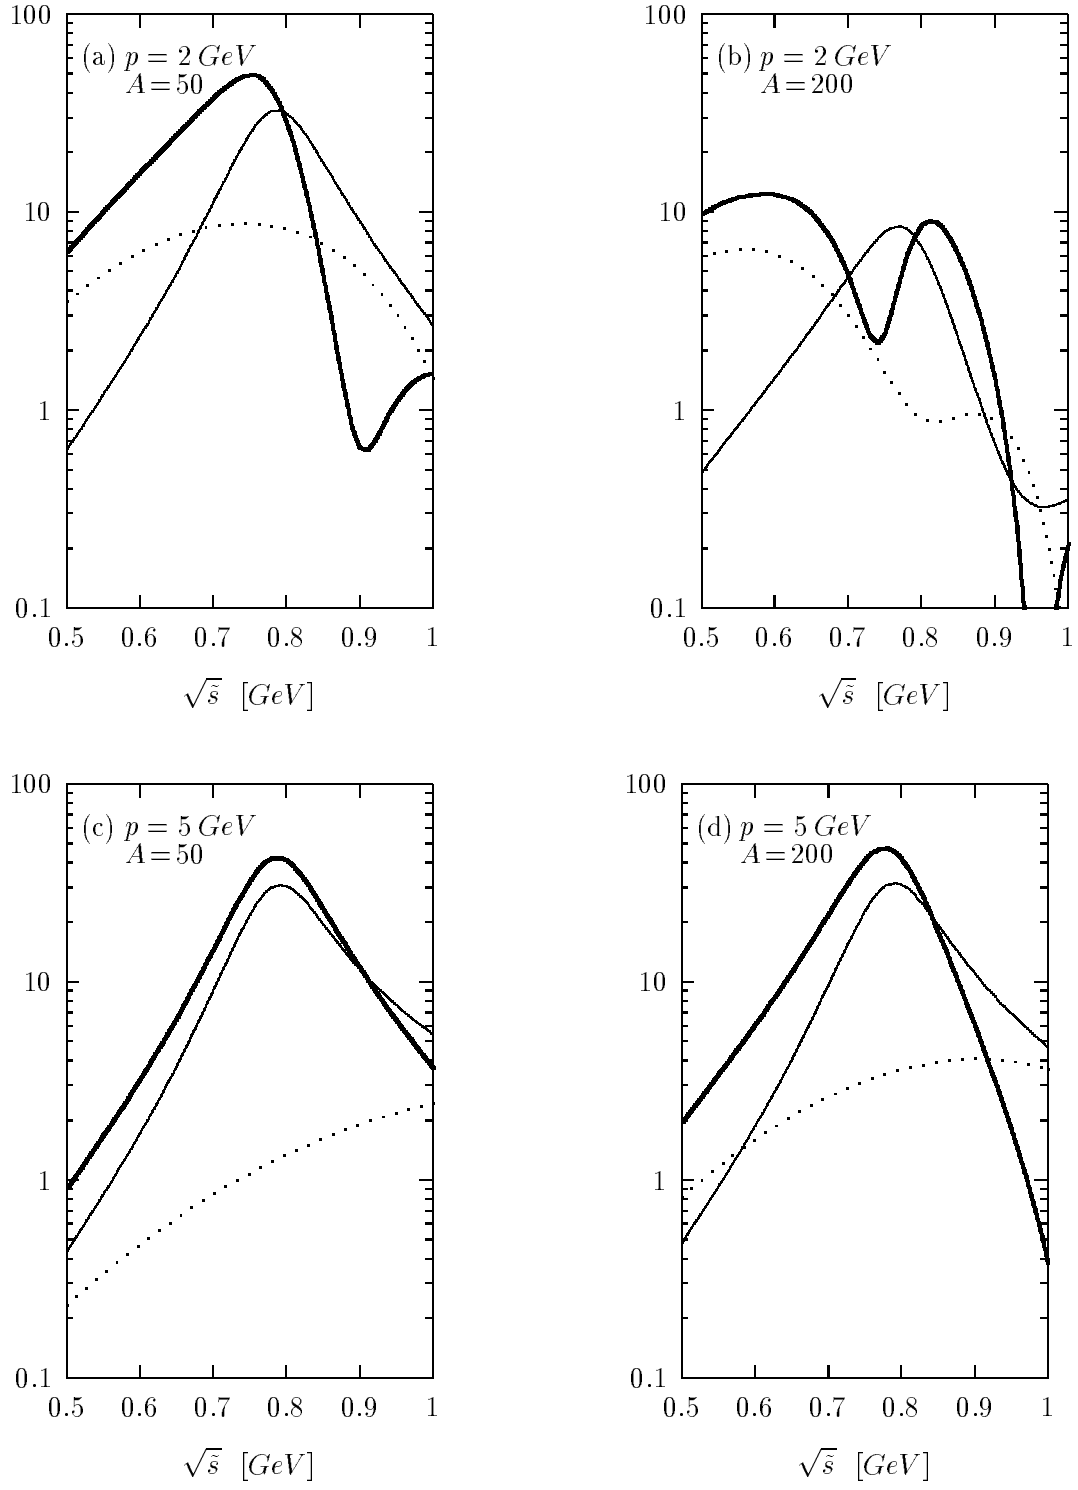 100
(a) p = 2 GeV
A = 50
10
1
0.1
0.5 0.6 0.7 0.8 0.9 1
√s̃ [GeV]
100
(b) p = 2 GeV
A = 200
10
1
0.1
0.5 0.6 0.7 0.8 0.9 1
√s̃ [GeV]
100
(c) p = 5 GeV
A = 50
10
1
0.1
0.5 0.6 0.7 0.8 0.9 1
√s̃ [GeV]
100
(d) p = 5 GeV
A = 200
10
1
0.1
0.5 0.6 0.7 0.8 0.9 1
√s̃ [GeV]